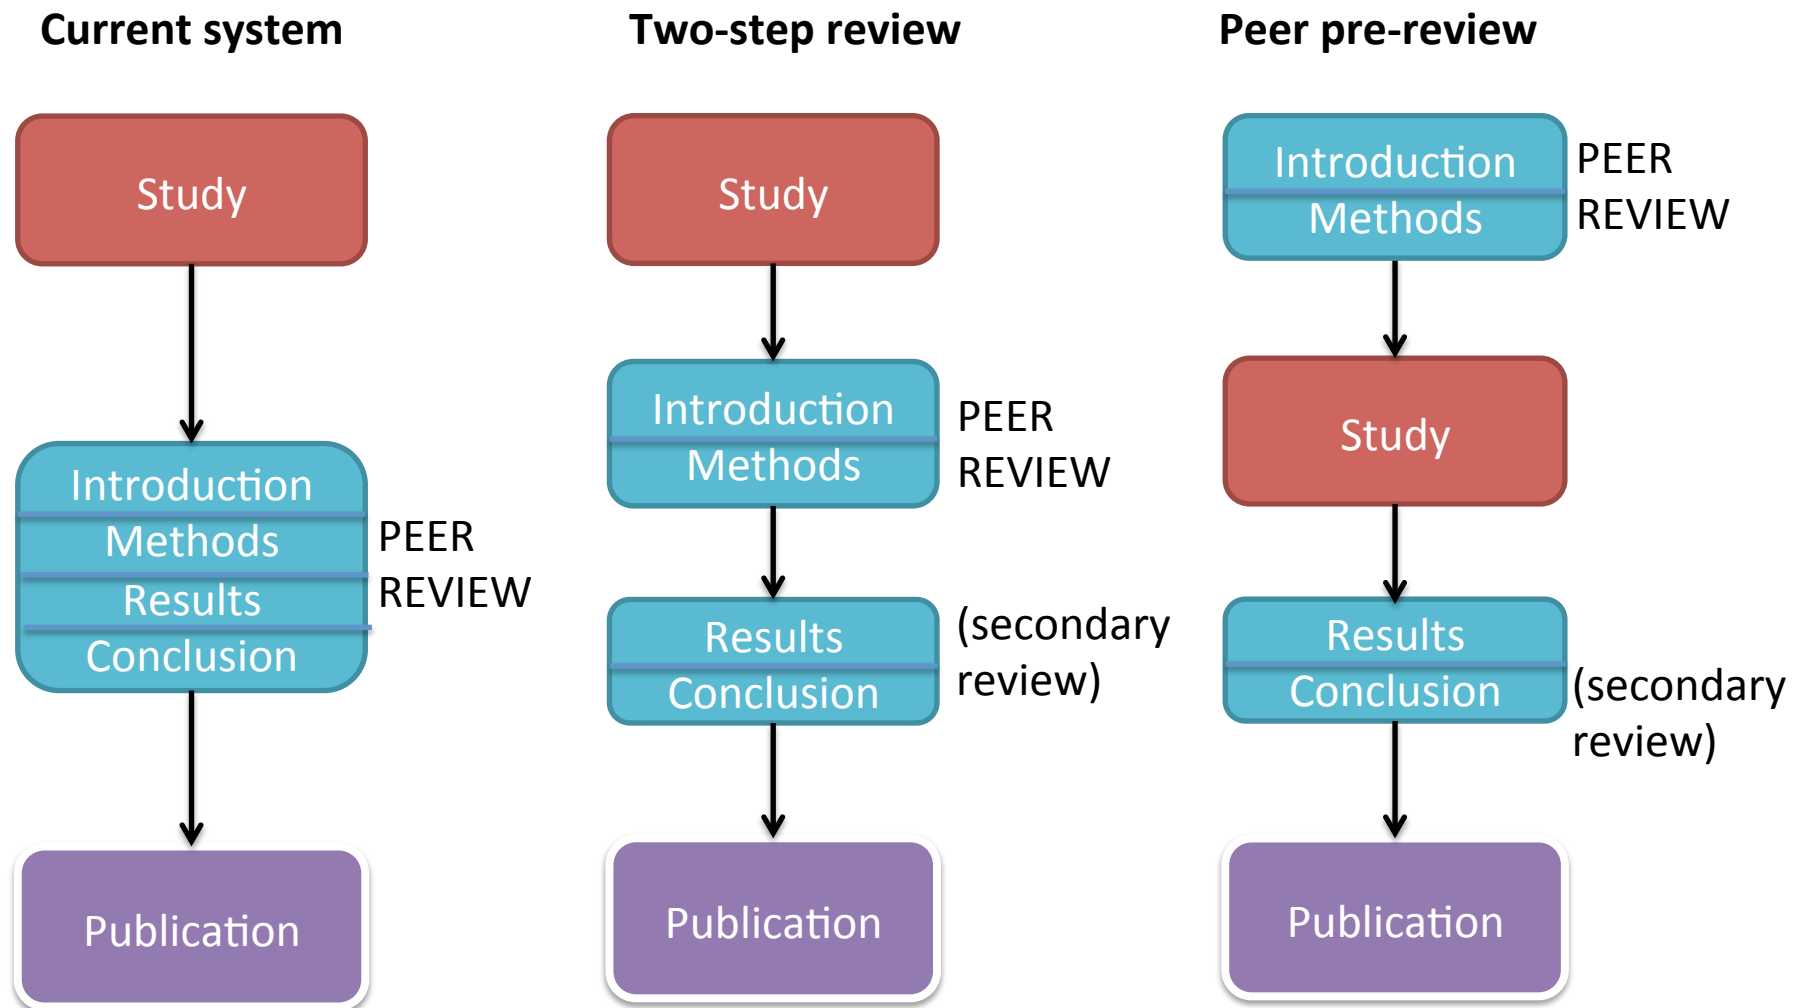 Current system
Study
Introduction
Methods
Results
Conclusion
PEER
REVIEW
Publication
Two-step review
Study
Introduction
Methods
PEER
REVIEW
Results
Conclusion
(secondary
review)
Publication
Peer pre-review
Introduction
Methods
PEER
REVIEW
Study
Results
Conclusion
(secondary
review)
Publication